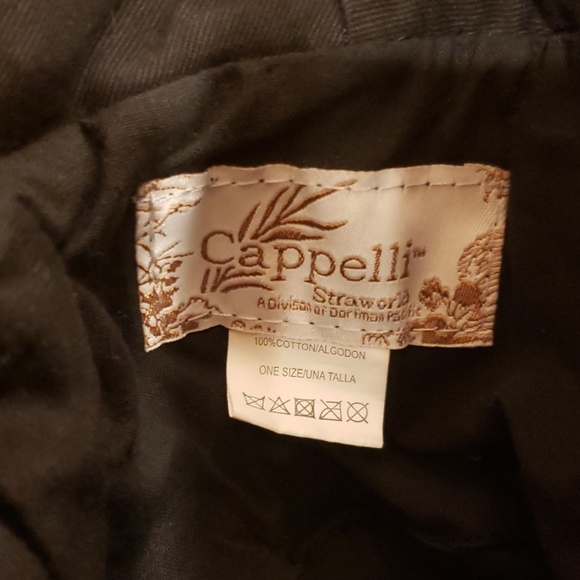 Cappelli™
Straworld
A Division of Dorfman Pacific
100%COTTON/ALGODON
ONE SIZE/UNA TALLA